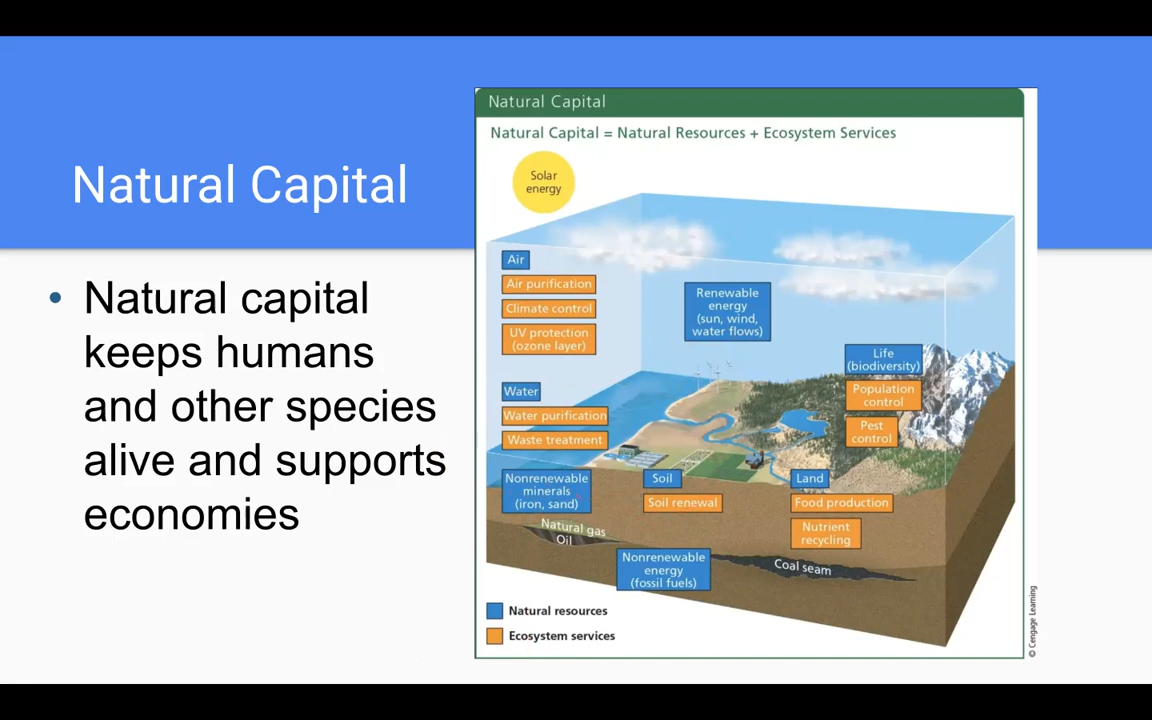 Natural Capital
Natural capital
keeps humans
and other species
alive and supports
economies
Natural Capital
Natural Capital = Natural Resources + Ecosystem Services
Solar
energy
Air
Air purification
Climate control
UV protection
(ozone layer)
Renewable
energy
(sun, wind,
water flows)
Life
(biodiversity)
Population
control
Pest
control
Water
Water purification
Waste treatment
Nonrenewable
minerals
(iron, sand)
Soil
Soil renewal
Land
Food production
Nutrient
recycling
Natural gas
Oil
Nonrenewable
energy
(fossil fuels)
Coal seam
Natural resources
Ecosystem services
© Cengage Learning